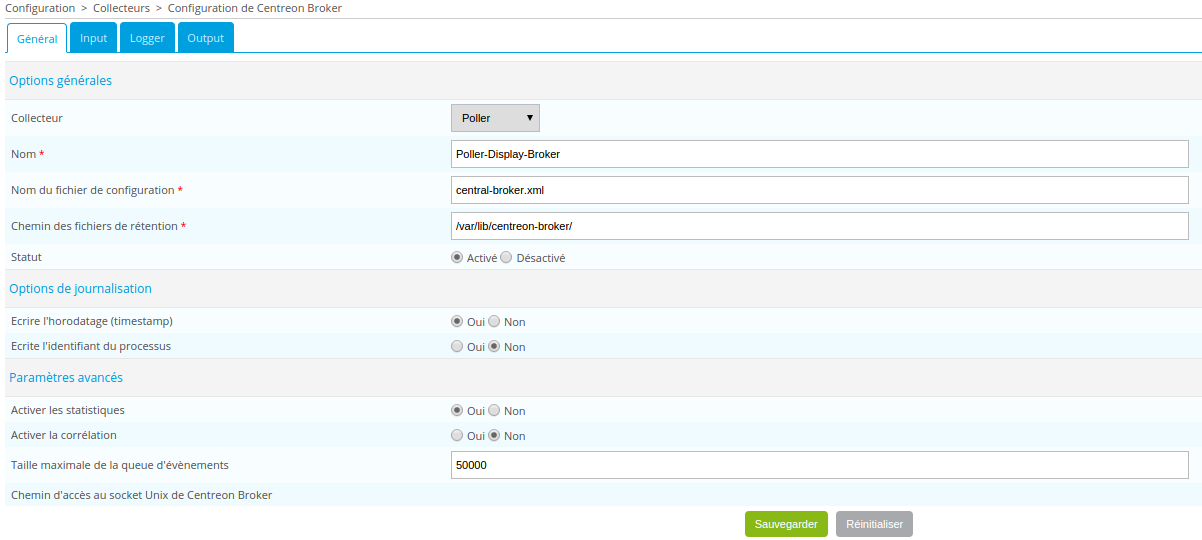 Configuration > Collecteurs > Configuration de Centreon Broker
Général Input Logger Output
Options générales
Collecteur Poller
Nom * Poller-Display-Broker
Nom du fichier de configuration * central-broker.xml
Chemin des fichiers de rétention * /var/lib/centreon-broker/
Statut Activé Désactivé
Options de journalisation
Ecrire l'horodatage (timestamp) Oui Non
Ecrite l'identifiant du processus Oui Non
Paramètres avancés
Activer les statistiques Oui Non
Activer la corrélation Oui Non
Taille maximale de la queue d'évènements 50000
Chemin d'accès au socket Unix de Centreon Broker
Sauvegarder Réinitialiser